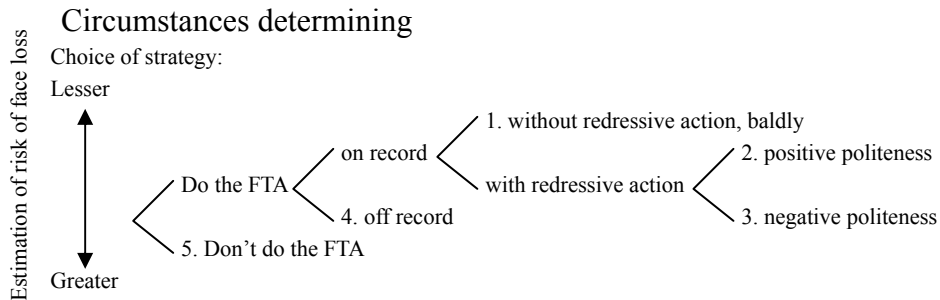 Circumstances determining
Choice of strategy:
Lesser
Estimation of risk of face loss
1. without redressive action, baldly
on record
2. positive politeness
Do the FTA
with redressive action
4. off record
3. negative politeness
5. Don't do the FTA
Greater